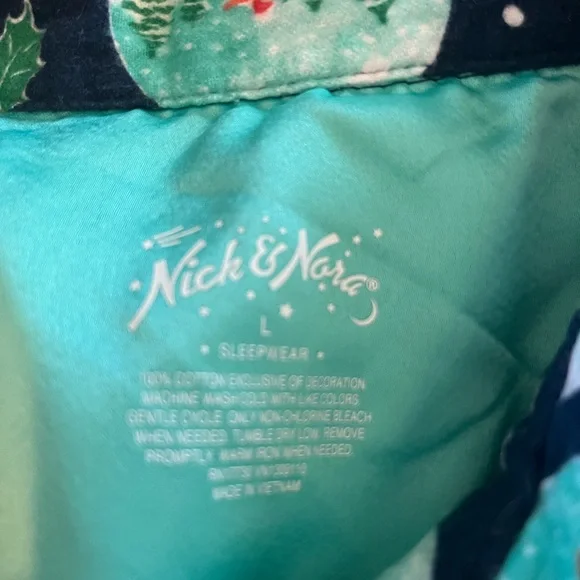 Nick & Nora®
L
• SLEEPWEAR •
100% COTTON EXCLUSIVE OF DECORATION
MACHINE WASH COLD WITH LIKE COLORS
GENTLE CYCLE ONLY NON-CHLORINE BLEACH
WHEN NEEDED TUMBLE DRY LOW REMOVE
PROMPTLY WARM IRON WHEN NEEDED
MADE IN VIETNAM